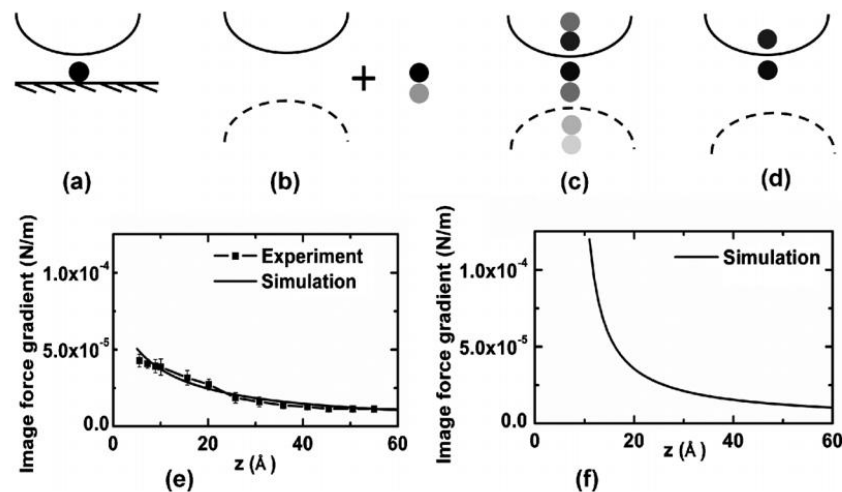 +
(a)
(b)
(c)
(d)
Image force gradient (N/m)
1.0x10⁻⁴
5.0x10⁻⁵
0.0
Experiment
Simulation
0
20
40
60
z (Å)
(e)
Image force gradient (N/m)
1.0x10⁻⁴
5.0x10⁻⁵
0.0
Simulation
0
20
40
60
z (Å)
(f)